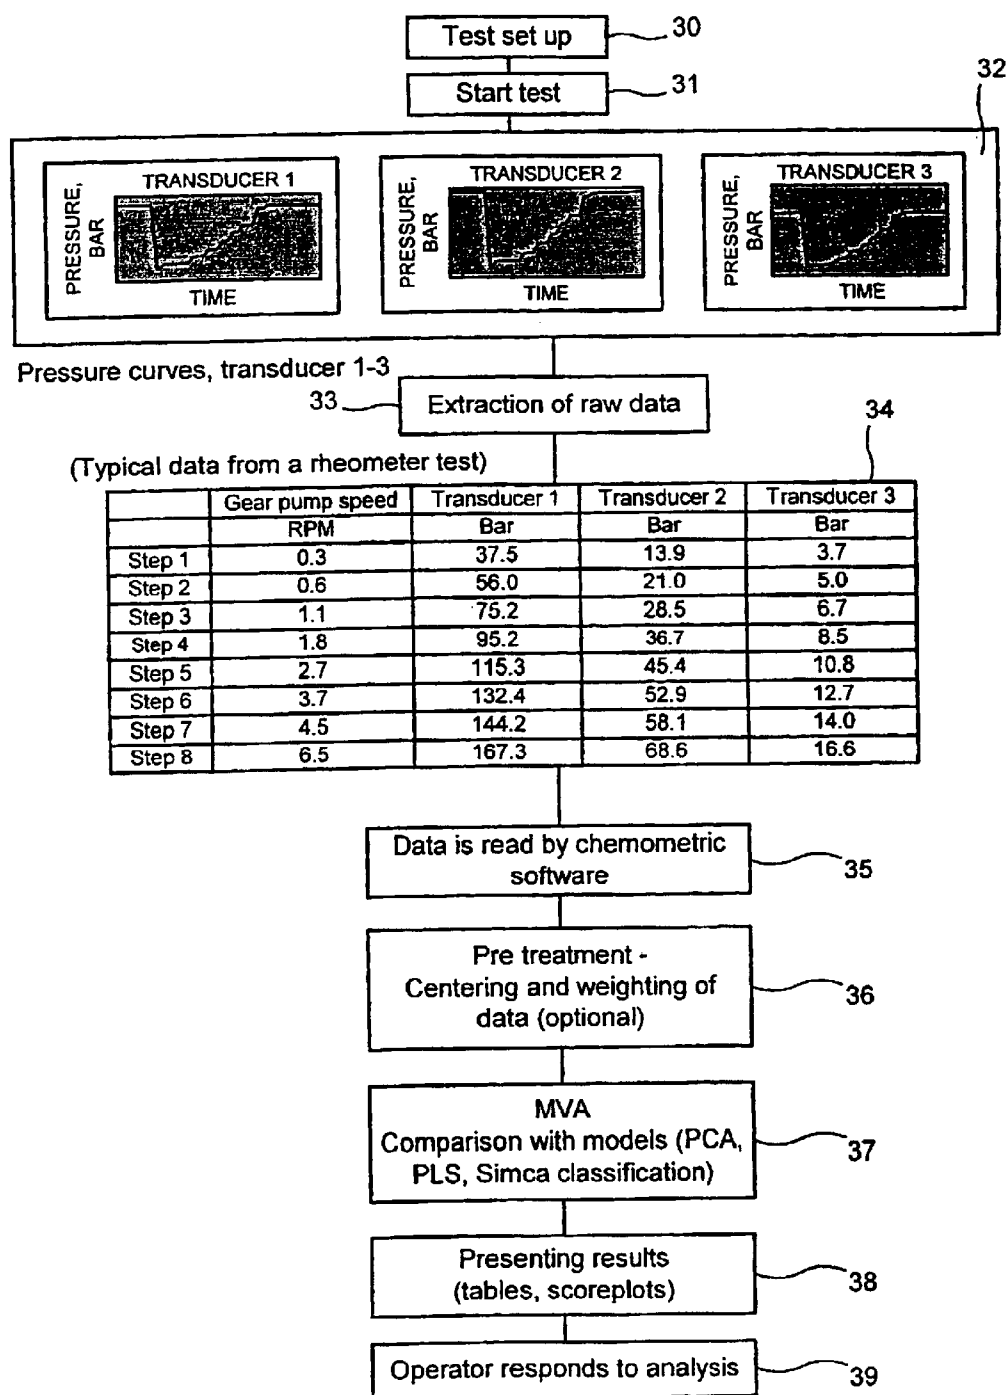 Test set up
30
Start test
31
32
TRANSDUCER 1
PRESSURE,
BAR
TIME
TRANSDUCER 2
PRESSURE,
BAR
TIME
TRANSDUCER 3
PRESSURE,
BAR
TIME
Pressure curves, transducer 1-3
33
Extraction of raw data
34
(Typical data from a rheometer test)
Gear pump speed Transducer 1 Transducer 2 Transducer 3
RPM Bar Bar Bar
Step 1 0.3 37.5 13.9 3.7
Step 2 0.6 56.0 21.0 5.0
Step 3 1.1 75.2 28.5 6.7
Step 4 1.8 95.2 36.7 8.5
Step 5 2.7 115.3 45.4 10.8
Step 6 3.7 132.4 52.9 12.7
Step 7 4.5 144.2 58.1 14.0
Step 8 6.5 167.3 68.6 16.6
Data is read by chemometric
software
35
Pre treatment -
Centering and weighting of
data (optional)
36
MVA
Comparison with models (PCA,
PLS, Simca classification)
37
Presenting results
(tables, scoreplots)
38
Operator responds to analysis
39